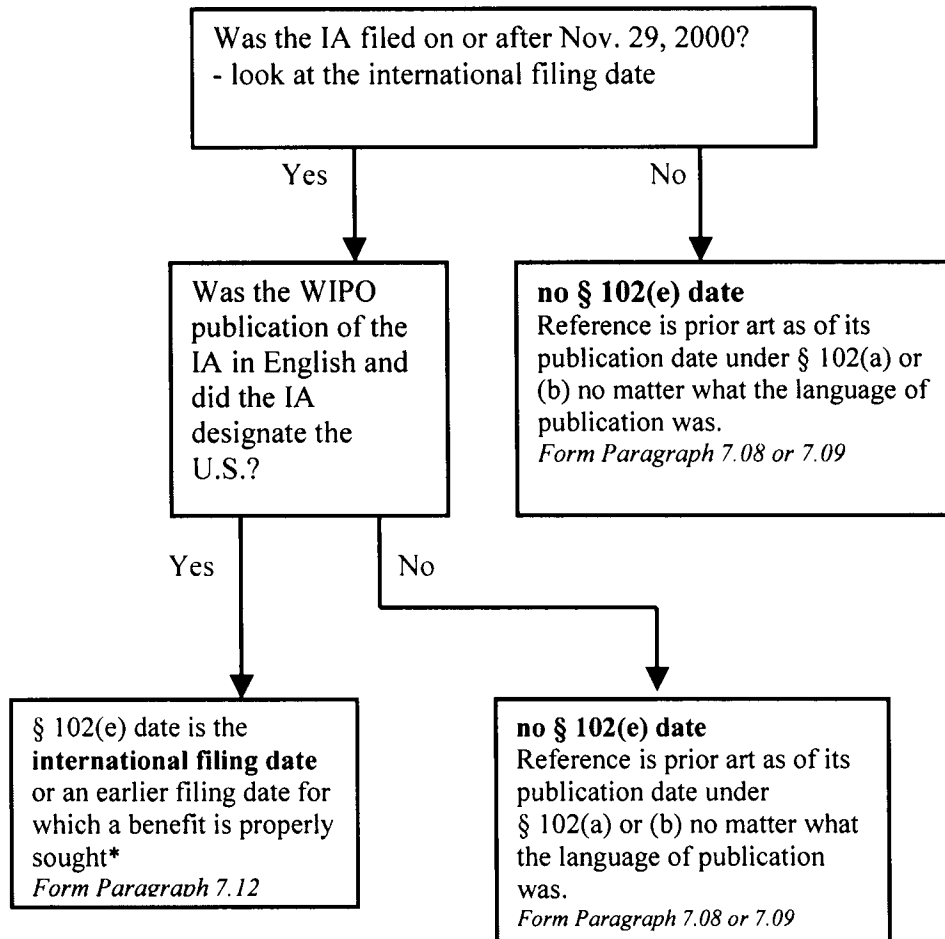 Was the IA filed on or after Nov. 29, 2000?
- look at the international filing date
Yes
No
Was the WIPO
publication of the
IA in English and
did the IA
designate the
U.S.?
no § 102(e) date
Reference is prior art as of its
publication date under § 102(a) or
(b) no matter what the language of
publication was.
Form Paragraph 7.08 or 7.09
Yes
No
§ 102(e) date is the
international filing date
or an earlier filing date for
which a benefit is properly
sought*
Form Paragraph 7.12
no § 102(e) date
Reference is prior art as of its
publication date under
§ 102(a) or (b) no matter what
the language of publication
was.
Form Paragraph 7.08 or 7.09